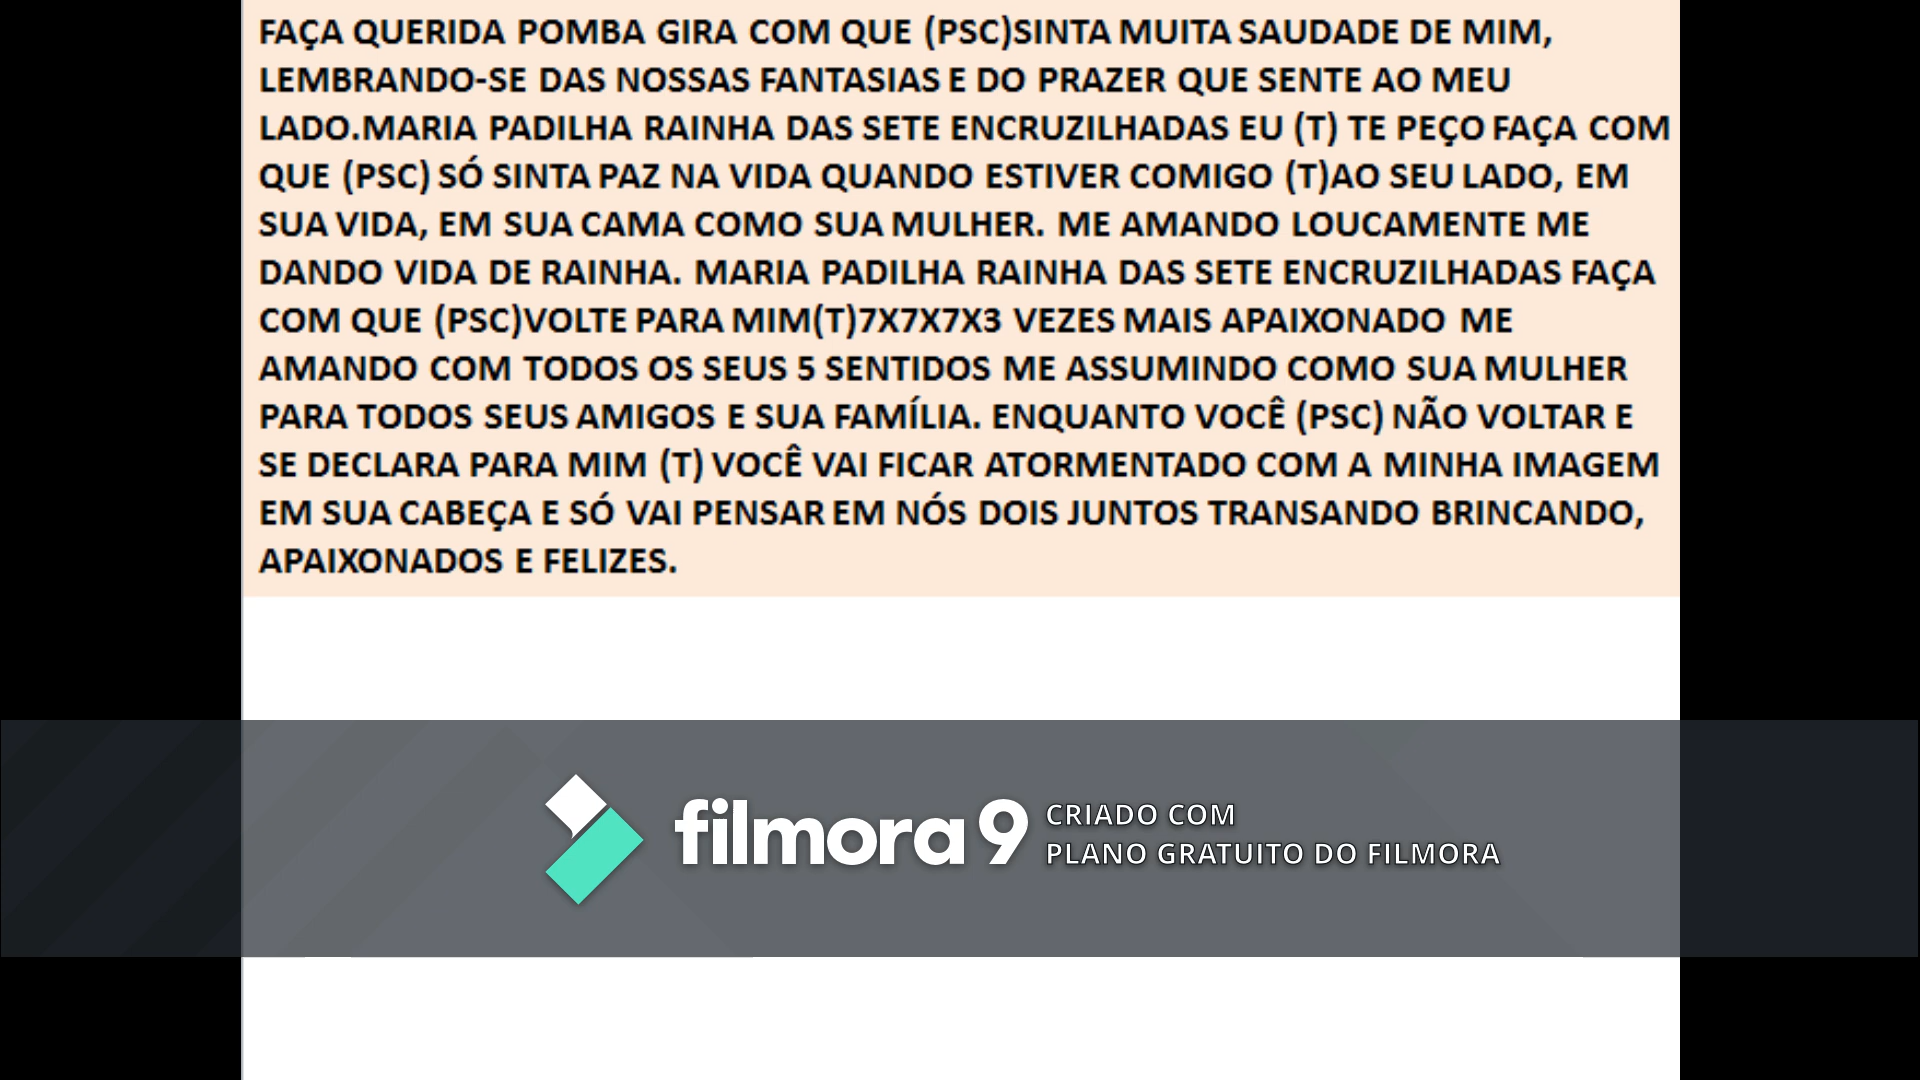 FAÇA QUERIDA POMBA GIRA COM QUE (PSC)SINTA MUITA SAUDADE DE MIM,
LEMBRANDO-SE DAS NOSSAS FANTASIAS E DO PRAZER QUE SENTE AO MEU
LADO.MARIA PADILHA RAINHA DAS SETE ENCRUZILHADAS EU (T) TE PEÇO FAÇA COM
QUE (PSC) SÓ SINTA PAZ NA VIDA QUANDO ESTIVER COMIGO (T)AO SEU LADO, EM
SUA VIDA, EM SUA CAMA COMO SUA MULHER. ME AMANDO LOUCAMENTE ME
DANDO VIDA DE RAINHA. MARIA PADILHA RAINHA DAS SETE ENCRUZILHADAS FAÇA
COM QUE (PSC)VOLTE PARA MIM(T)7X7X7X3 VEZES MAIS APAIXONADO ME
AMANDO COM TODOS OS SEUS 5 SENTIDOS ME ASSUMINDO COMO SUA MULHER
PARA TODOS SEUS AMIGOS E SUA FAMÍLIA. ENQUANTO VOCÊ (PSC) NÃO VOLTAR E
SE DECLARA PARA MIM (T) VOCÊ VAI FICAR ATORMENTADO COM A MINHA IMAGEM
EM SUA CABEÇA E SÓ VAI PENSAR EM NÓS DOIS JUNTOS TRANSANDO BRINCANDO,
APAIXONADOS E FELIZES.
filmora 9
CRIADO COM
PLANO GRATUITO DO FILMORA